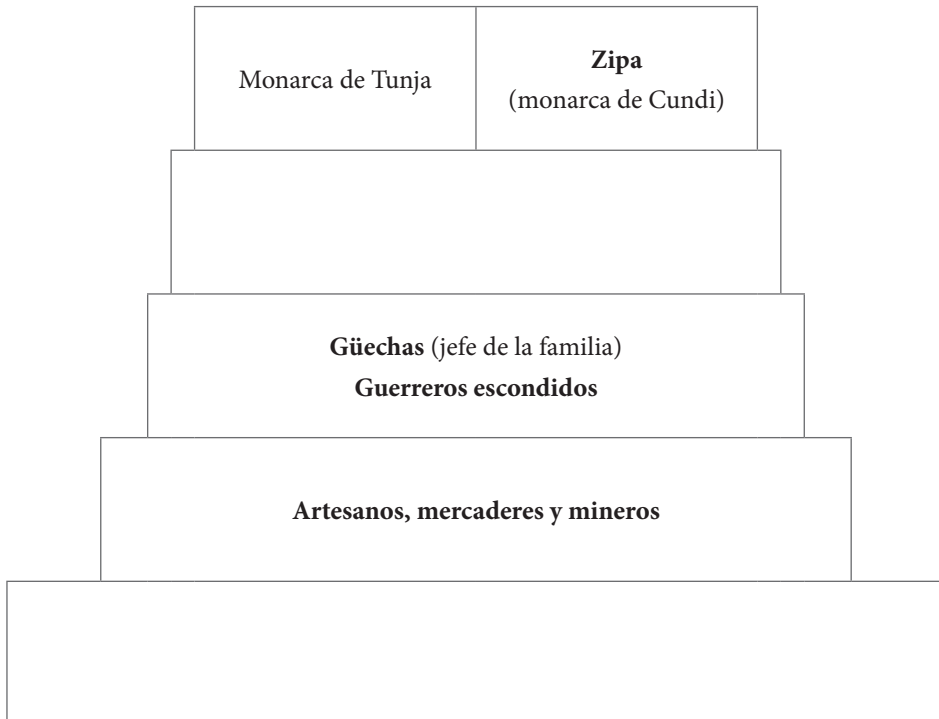 Monarca de Tunja
Zipa
(monarca de Cundi)
Güechas (jefe de la familia)
Guerreros escondidos
Artesanos, mercaderes y mineros